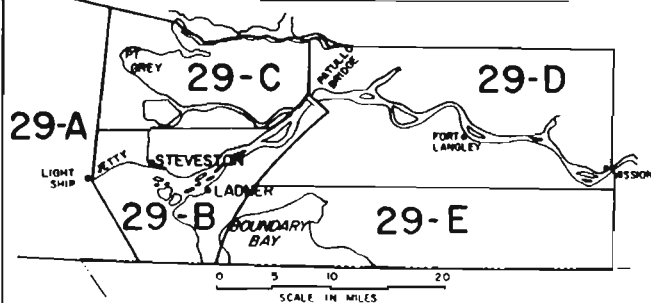 PT
GREY
29-C
PATULLO
BRIDGE
29-D
29-A
FORT
LANGLEY
JETTY
STEVESTON
LIGHT
SHIP
MISSION
LADNER
29-B
BOUNDARY
BAY
29-E
0 5 10 20
SCALE IN MILES